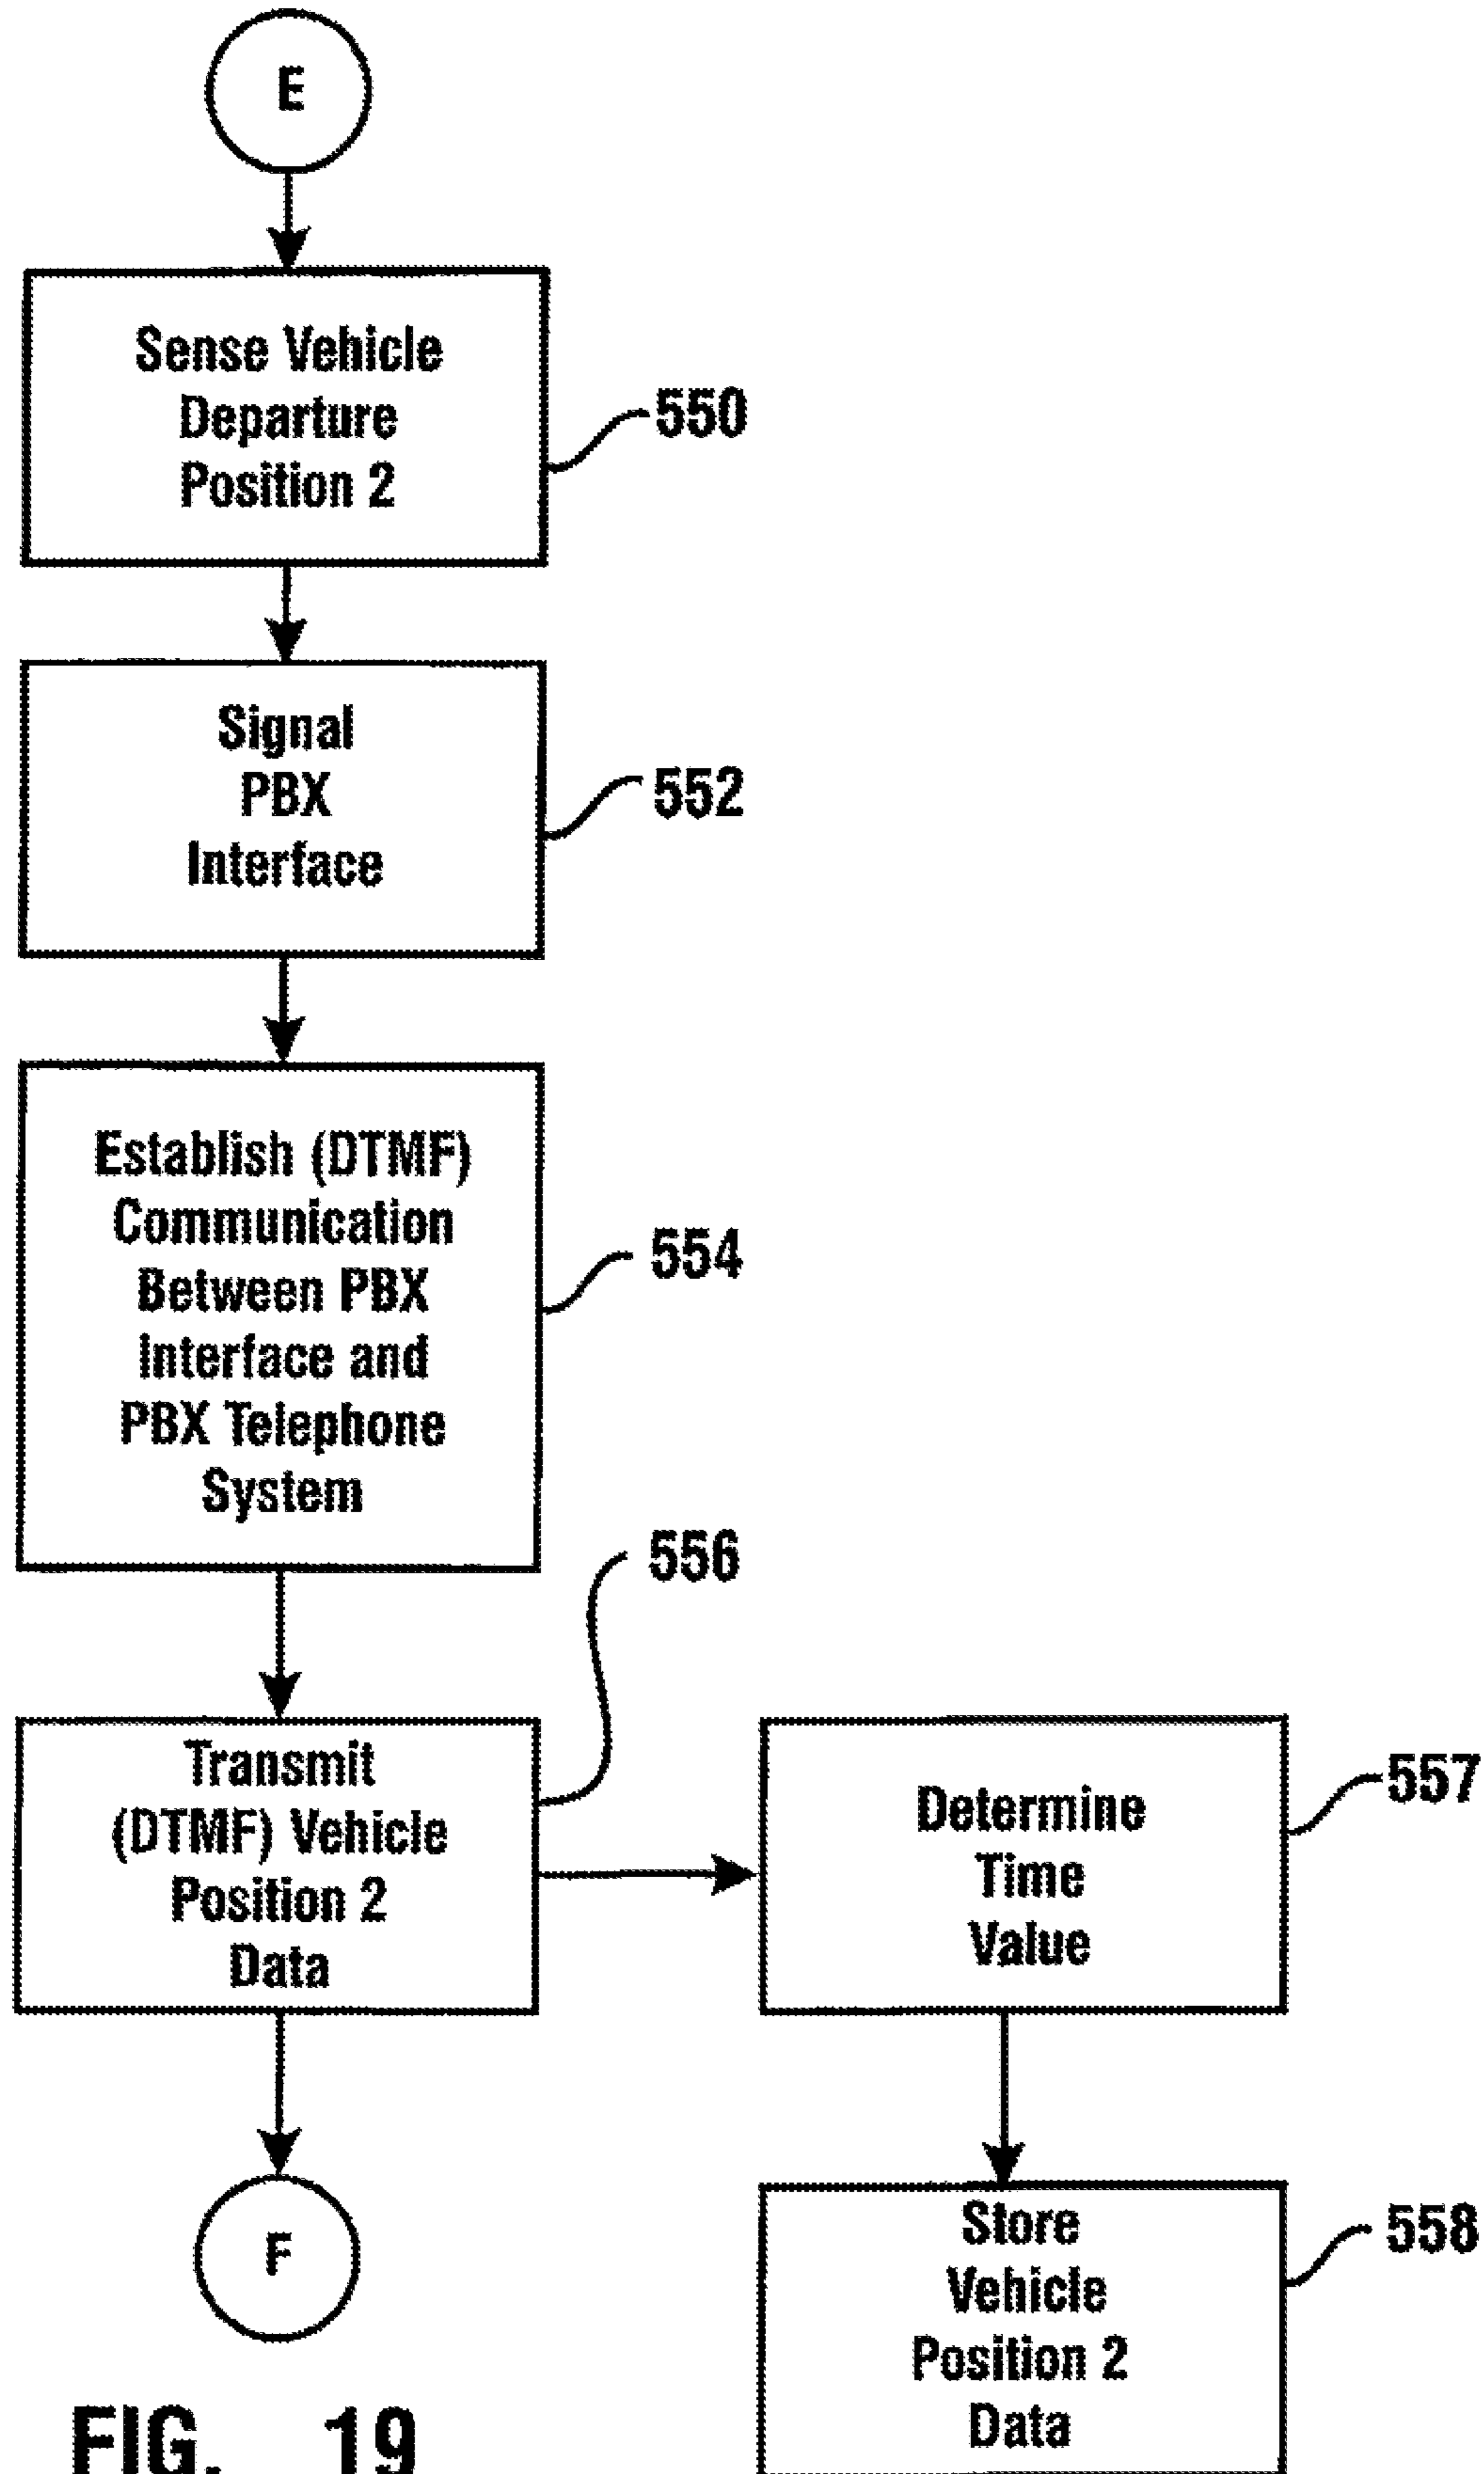 E
Sense Vehicle
Departure
Position 2
550
Signal
PBX
Interface
552
Establish (DTMF)
Communication
Between PBX
Interface and
PBX Telephone
System
554
556
Transmit
(DTMF) Vehicle
Position 2
Data
Determine
Time
Value
557
F
Store
Vehicle
Position 2
Data
558
FIG. 19